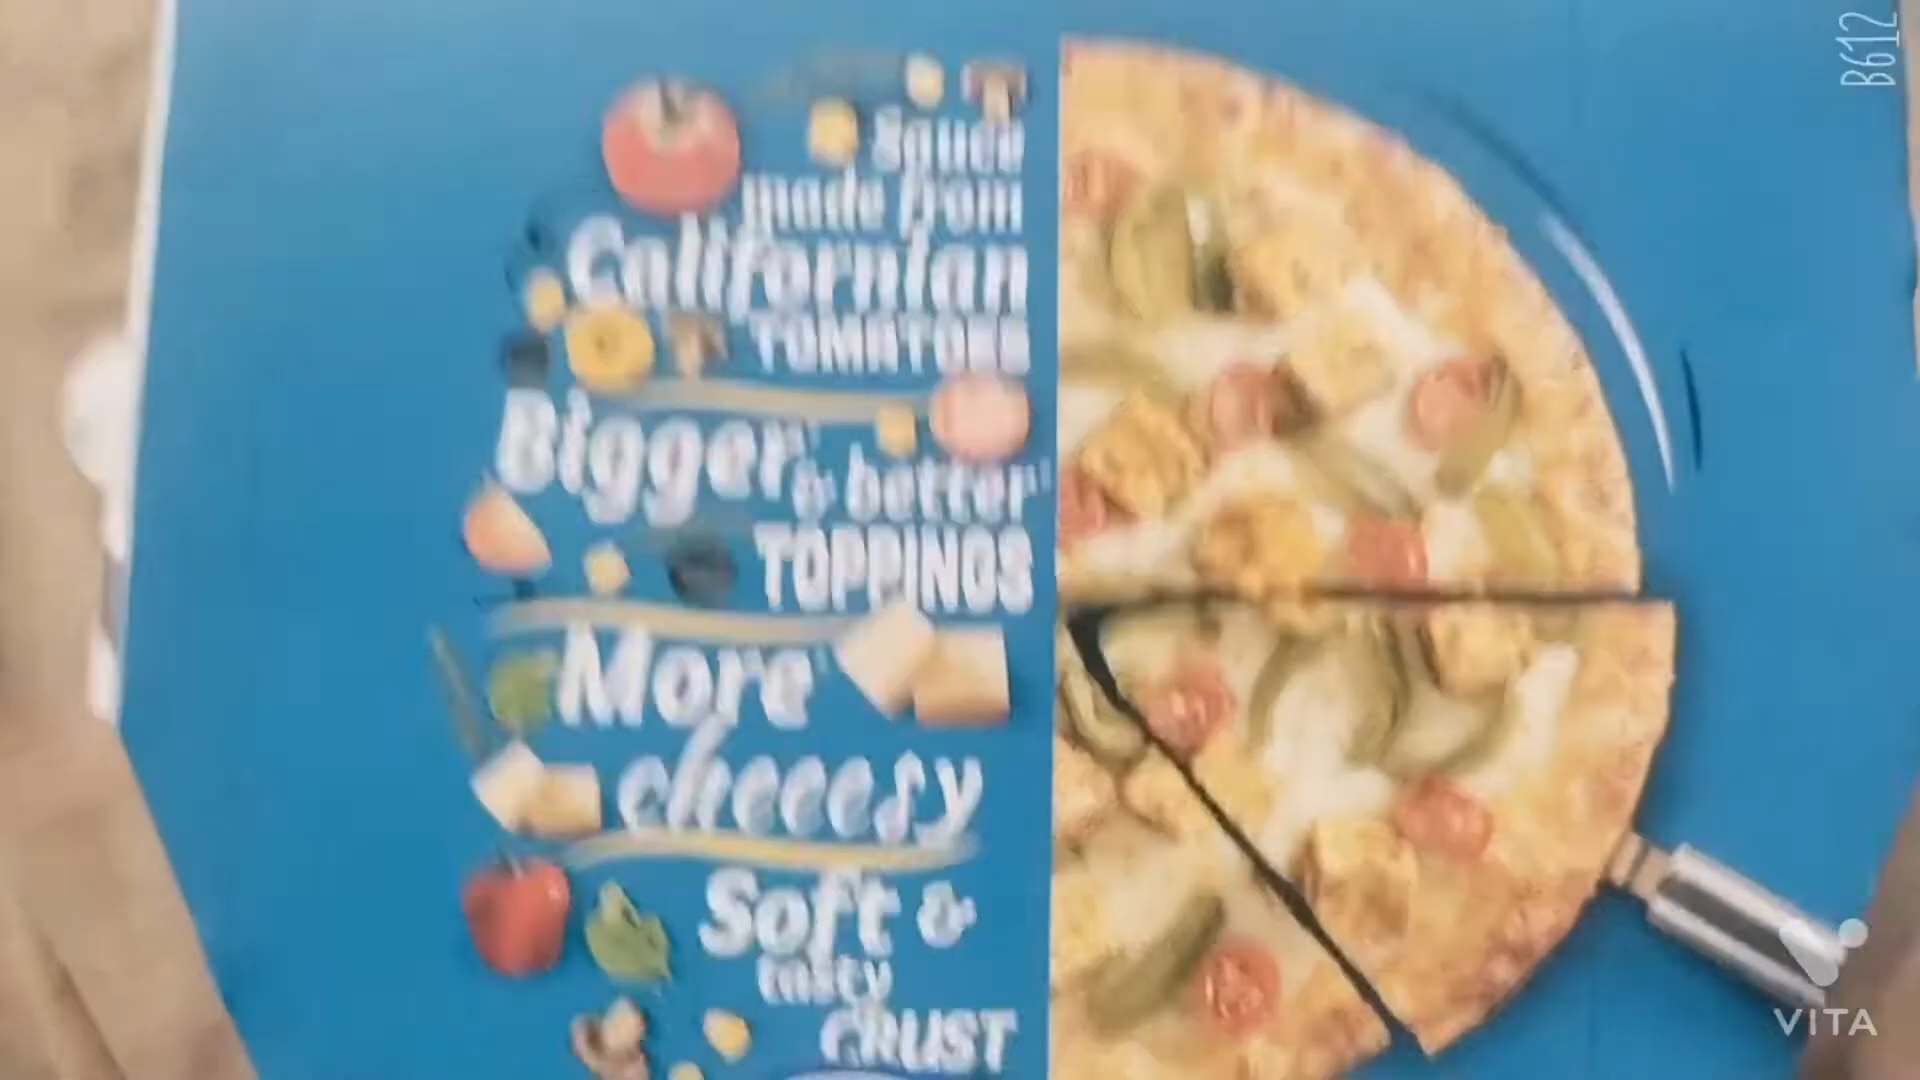 B612
Sauce
made from
Californian
TOMATOES
Bigger
& better
TOPPINGS
More
cheesy
Soft &
tasty
CRUST
VITA